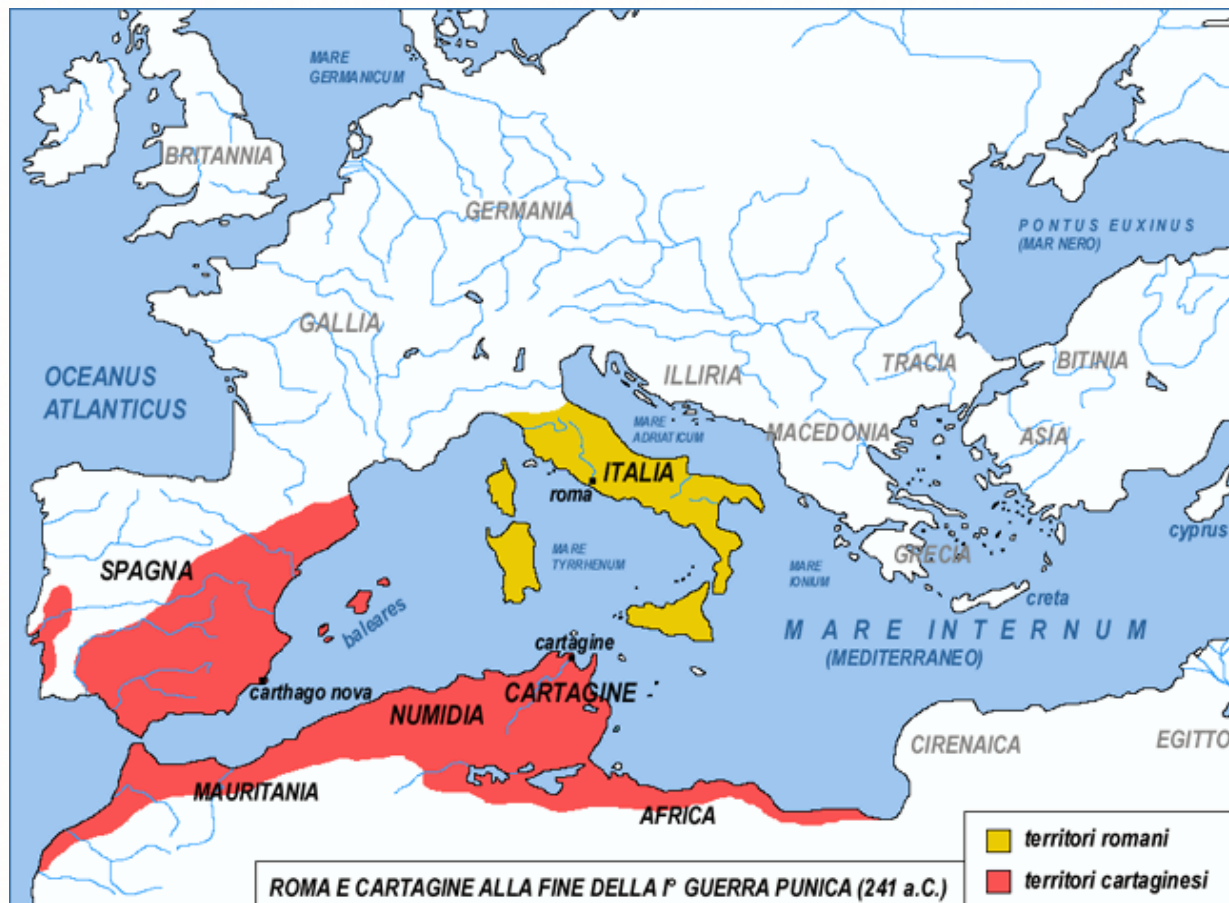 MARE
GERMANICUM
BRITANNIA
GERMANIA
PONTUS EUXINUS
(MAR NERO)
GALLIA
OCEANUS
ATLANTICUS
ILLIRIA
TRACIA
BITINIA
MARE
ADRIATICUM
MACEDONIA
ASIA
ITALIA
roma
SPAGNA
MARE
TYRRHENUM
MARE
IONIUM
GRECIA
cyprus
creta
baleares
MARE INTERNUM
(MEDITERRANEO)
cartagine
carthago nova
CARTAGINE
NUMIDIA
CIRENAICA
EGITTO
MAURITANIA
AFRICA
territori romani
territori cartaginesi
ROMA E CARTAGINE ALLA FINE DELLA I° GUERRA PUNICA (241 a.C.)